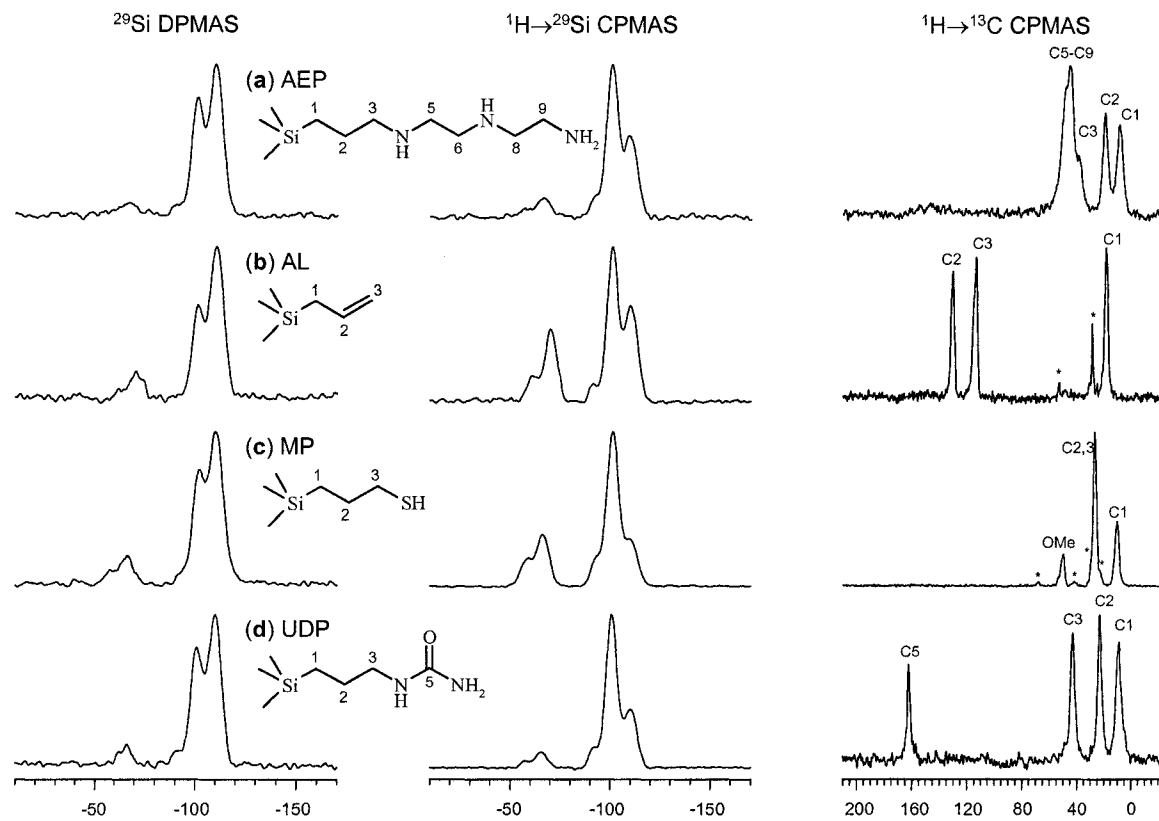 ²⁹Si DPMAS
¹H→²⁹Si CPMAS
¹H→¹³C CPMAS
(a) AEP
Si
1
2
3
N
H
5
6
H
N
8
9
NH₂
C5-C9
C3
C2
C1
(b) AL
Si
1
2
3
C2
C3
*
*
C1
(c) MP
Si
1
2
3
SH
*
OMe
*
*
C2,3
*
C1
(d) UDP
Si
1
2
3
N
H
O
5
NH₂
C5
C3
C2
C1
-50 -100 -150
-50 -100 -150
210 160 120 80 40 0